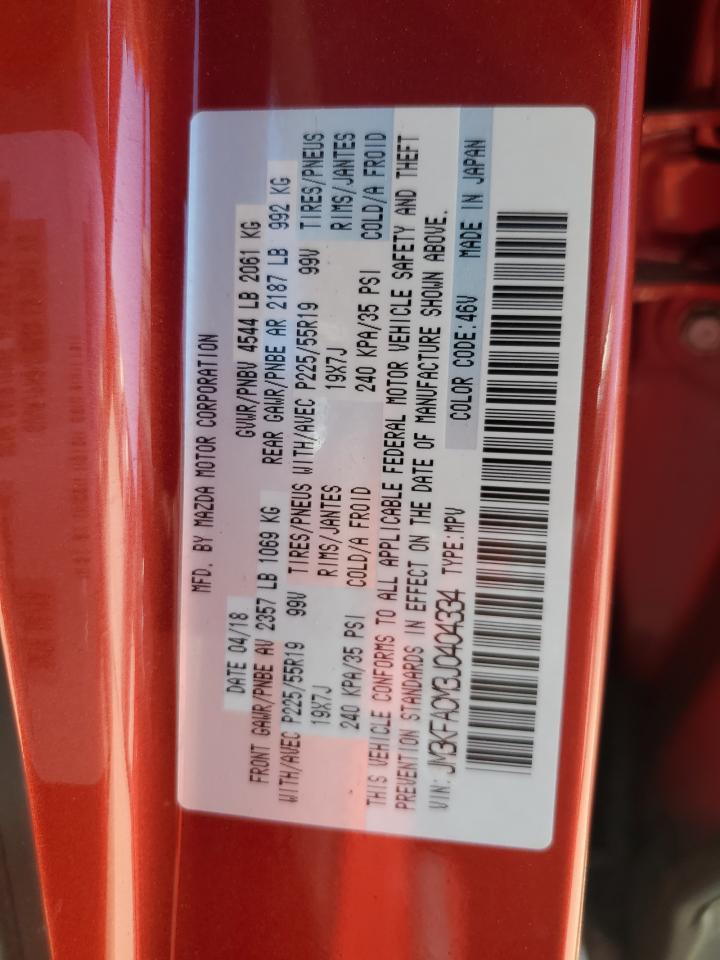 MFD. BY MAZDA MOTOR CORPORATION
DATE 04/18 GVWR/PNBV 4544 LB 2061 KG
FRONT GAWR/PNBE AV 2357 LB 1069 KG REAR GAWR/PNBE AR 2187 LB 992 KG
WITH/AVEC P225/55R19 99V TIRES/PNEUS WITH/AVEC P225/55R19 99V TIRES/PNEUS
19X7J RIMS/JANTES 19X7J RIMS/JANTES
240 KPA/35 PSI COLD/A FROID 240 KPA/35 PSI COLD/A FROID
THIS VEHICLE CONFORMS TO ALL APPLICABLE FEDERAL MOTOR VEHICLE SAFETY AND THEFT
PREVENTION STANDARDS IN EFFECT ON THE DATE OF MANUFACTURE SHOWN ABOVE.
VIN: JM3KFACM3J0404334 TYPE:MPV COLOR CODE:46V MADE IN JAPAN